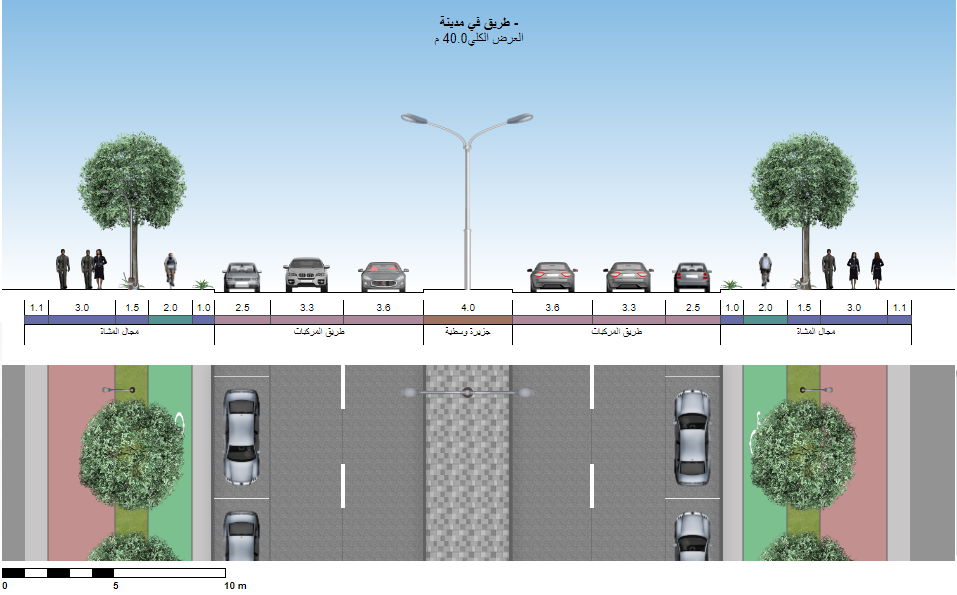 - طريق في مدينة
العرض الكلي40.0 م
1.1 3.0 1.5 2.0 1.0 2.5 3.3 3.6 4.0 3.6 3.3 2.5 1.0 2.0 1.5 3.0 1.1
مجال المشاة طريق المركبات جزيرة وسطية طريق المركبات مجال المشاة
0 5 10 m